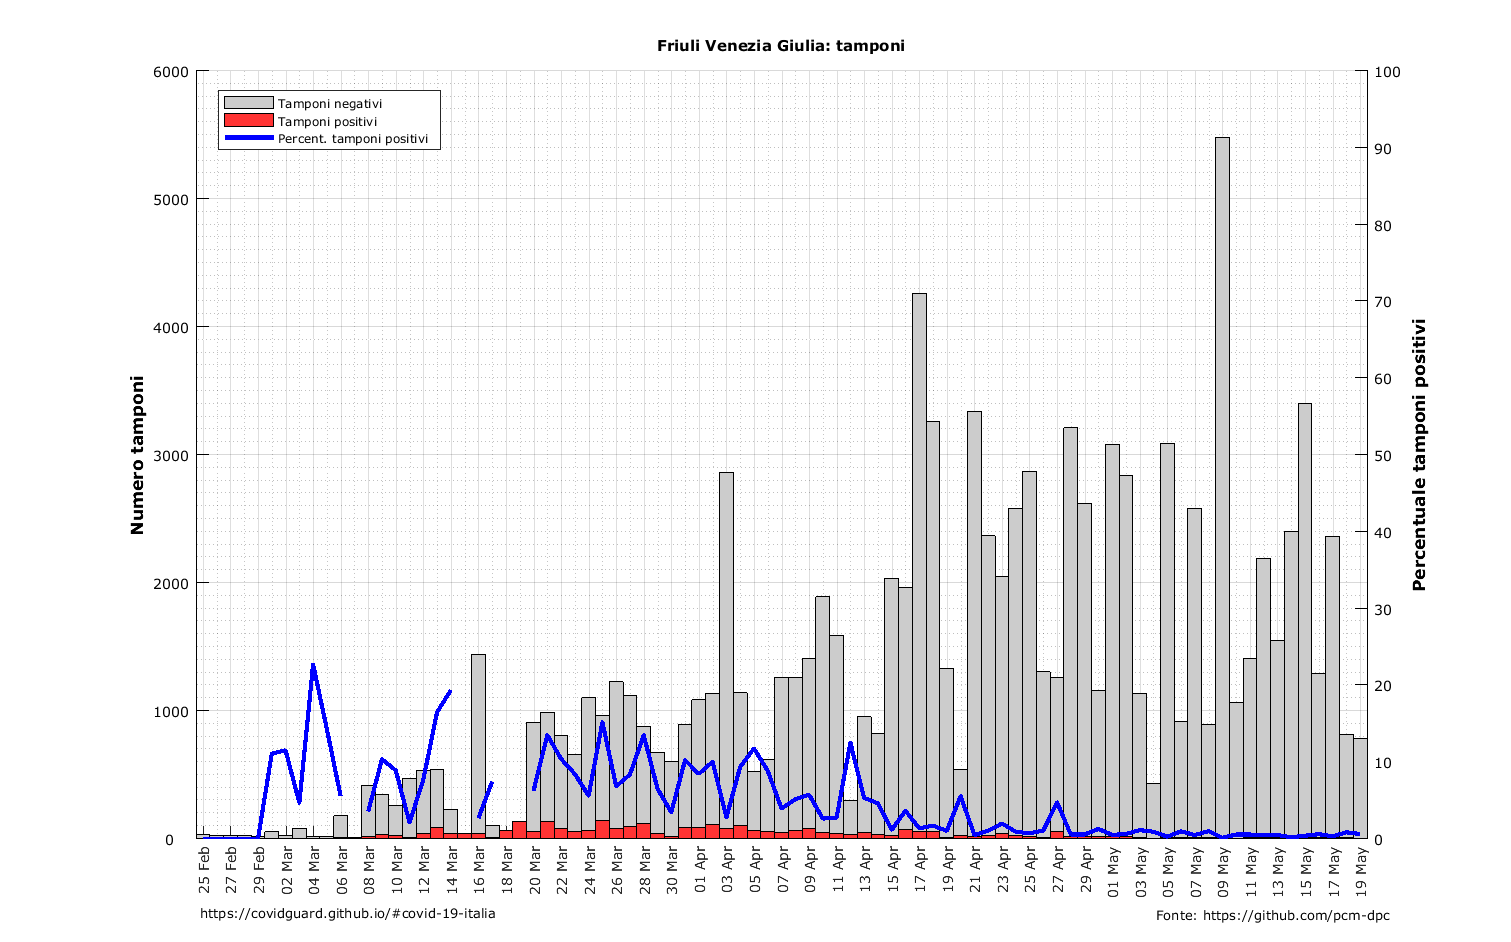 Friuli Venezia Giulia: tamponi
Tamponi negativi
Tamponi positivi
Percent. tamponi positivi
Numero tamponi
6000
5000
4000
3000
2000
1000
0
Percentuale tamponi positivi
100
90
80
70
60
50
40
30
20
10
0
25 Feb
27 Feb
29 Feb
02 Mar
04 Mar
06 Mar
08 Mar
10 Mar
12 Mar
14 Mar
16 Mar
18 Mar
20 Mar
22 Mar
24 Mar
26 Mar
28 Mar
30 Mar
01 Apr
03 Apr
05 Apr
07 Apr
09 Apr
11 Apr
13 Apr
15 Apr
17 Apr
19 Apr
21 Apr
23 Apr
25 Apr
27 Apr
29 Apr
01 May
03 May
05 May
07 May
09 May
11 May
13 May
15 May
17 May
19 May
https://covidguard.github.io/#covid-19-italia
Fonte: https://github.com/pcm-dpc